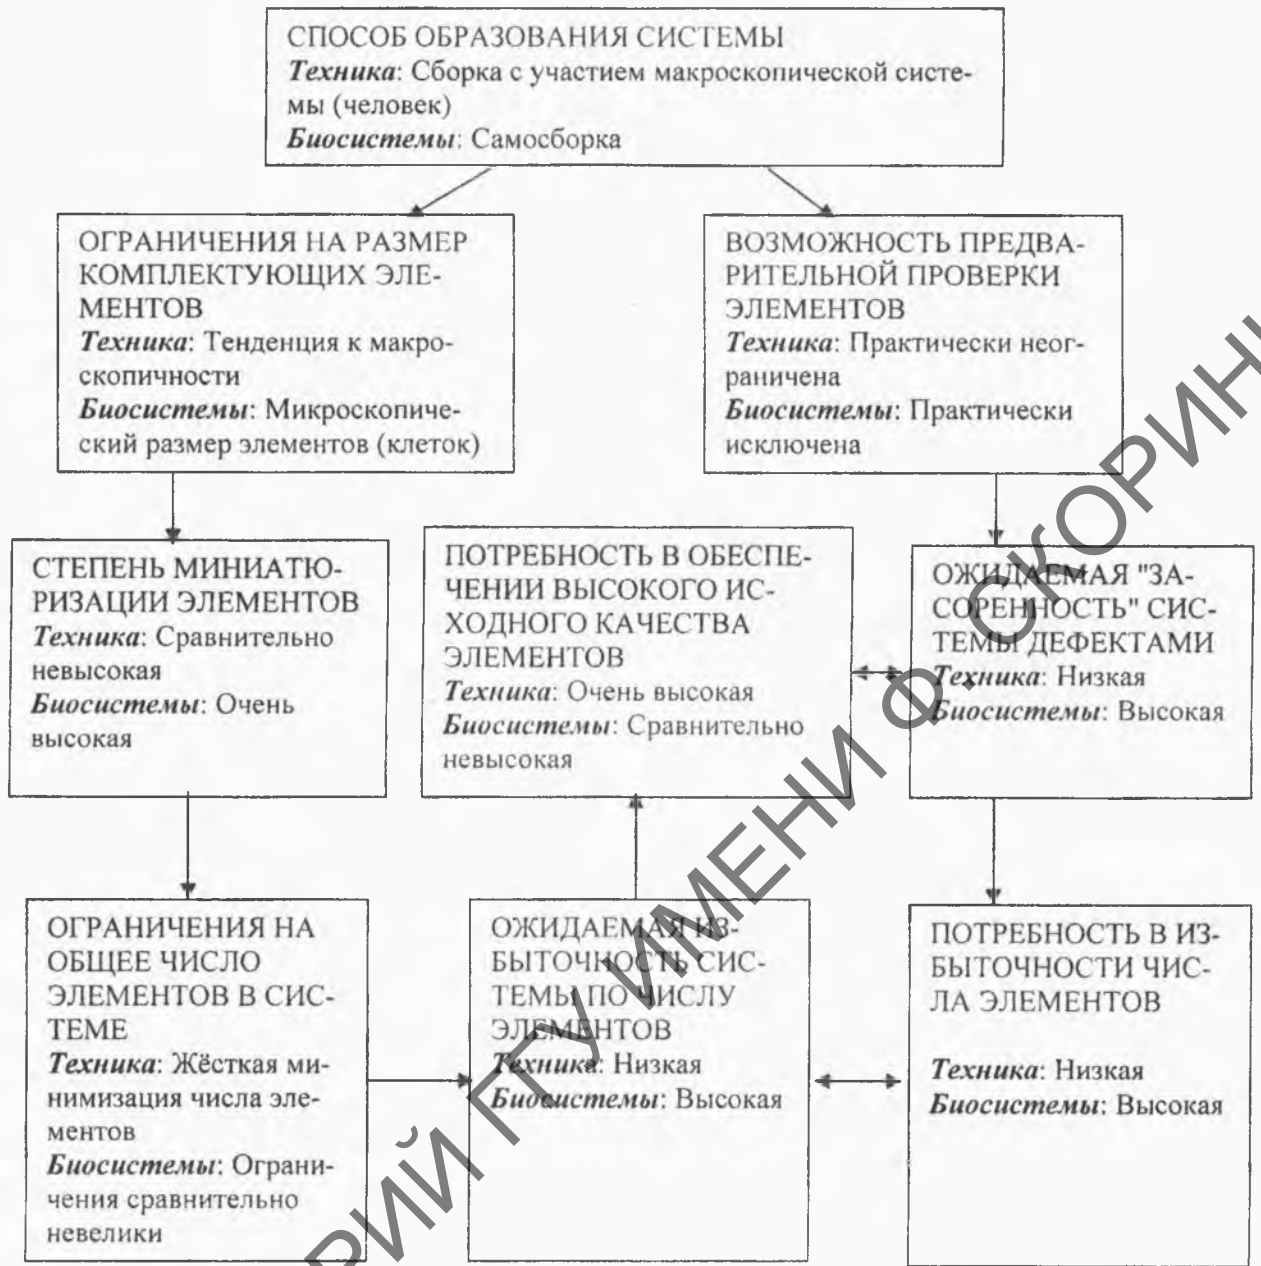 СПОСОБ ОБРАЗОВАНИЯ СИСТЕМЫ
Техника: Сборка с участием макроскопической систе-
мы (человек)
Биосистемы: Самосборка
ОГРАНИЧЕНИЯ НА РАЗМЕР
КОМПЛЕКТУЮЩИХ ЭЛЕ-
МЕНТОВ
Техника: Тенденция к макро-
скопичности
Биосистемы: Микроскопиче-
ский размер элементов (клеток)
ВОЗМОЖНОСТЬ ПРЕДВА-
РИТЕЛЬНОЙ ПРОВЕРКИ
ЭЛЕМЕНТОВ
Техника: Практически неог-
раничена
Биосистемы: Практически
исключена
СТЕПЕНЬ МИНИАТЮ-
РИЗАЦИИ ЭЛЕМЕНТОВ
Техника: Сравнительно
невысокая
Биосистемы: Очень
высокая
ПОТРЕБНОСТЬ В ОБЕСПЕ-
ЧЕНИИ ВЫСОКОГО ИС-
ХОДНОГО КАЧЕСТВА
ЭЛЕМЕНТОВ
Техника: Очень высокая
Биосистемы: Сравнительно
невысокая
ОЖИДАЕМАЯ "ЗА-
СОРЕННОСТЬ" СИС-
ТЕМЫ ДЕФЕКТАМИ
Техника: Низкая
Биосистемы: Высокая
ОГРАНИЧЕНИЯ НА
ОБЩЕЕ ЧИСЛО
ЭЛЕМЕНТОВ В СИС-
ТЕМЕ
Техника: Жёсткая ми-
нимизация числа эле-
ментов
Биосистемы: Ограни-
чения сравнительно
невелики
ОЖИДАЕМАЯ ИЗ-
БЫТОЧНОСТЬ СИС-
ТЕМЫ ПО ЧИСЛУ
ЭЛЕМЕНТОВ
Техника: Низкая
Биосистемы: Высокая
ПОТРЕБНОСТЬ В ИЗ-
БЫТОЧНОСТИ ЧИС-
ЛА ЭЛЕМЕНТОВ
Техника: Низкая
Биосистемы: Высокая
РИЙ ГГУ ИМЕНИ Ф. СКОРИНЫ